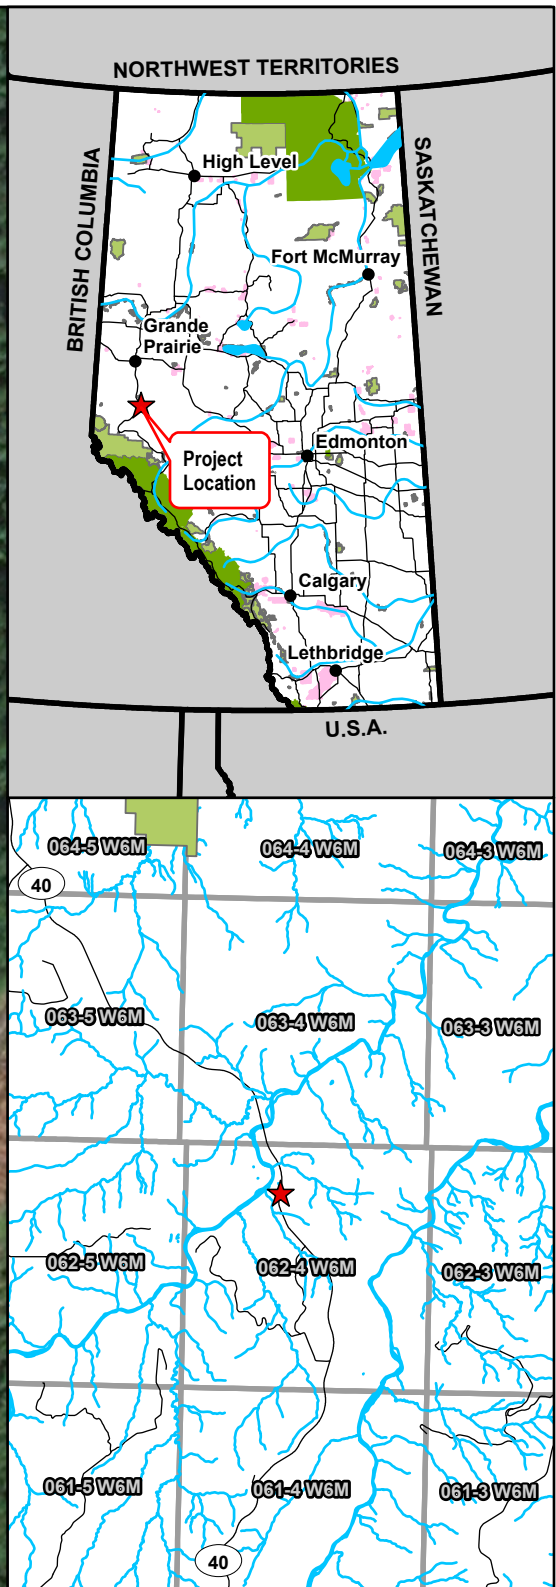 NORTHWEST TERRITORIES
BRITISH COLUMBIA
SASKATCHEWAN
High Level
Fort McMurray
Grande
Prairie
Project
Location
Edmonton
Calgary
Lethbridge
U.S.A.
064-5 W6M
064-4 W6M
064-3 W6M
40
063-5 W6M
063-4 W6M
063-3 W6M
062-5 W6M
062-4 W6M
062-3 W6M
061-5 W6M
061-4 W6M
061-3 W6M
40